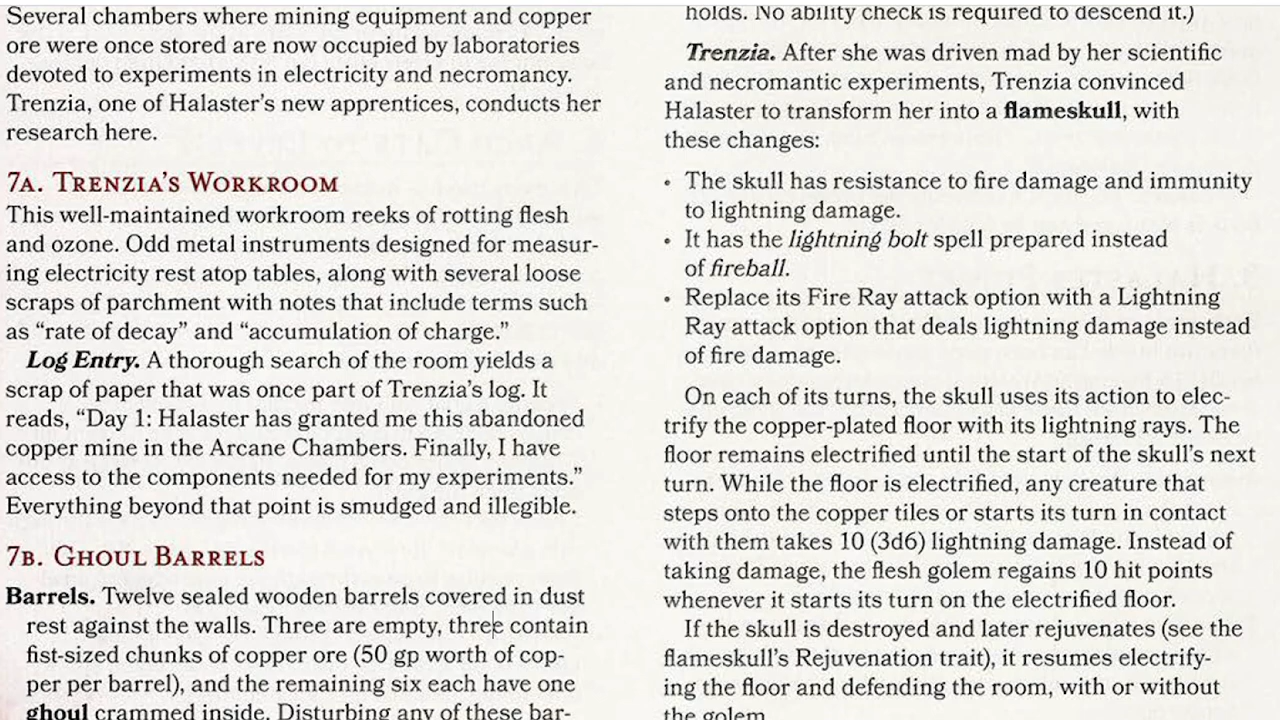 Several chambers where mining equipment and copper
ore were once stored are now occupied by laboratories
devoted to experiments in electricity and necromancy.
Trenzia, one of Halaster's new apprentices, conducts her
research here.
7A. TRENZIA'S WORKROOM
This well-maintained workroom reeks of rotting flesh
and ozone. Odd metal instruments designed for measur-
ing electricity rest atop tables, along with several loose
scraps of parchment with notes that include terms such
as “rate of decay” and “accumulation of charge.”
Log Entry. A thorough search of the room yields a
scrap of paper that was once part of Trenzia's log. It
reads, “Day 1: Halaster has granted me this abandoned
copper mine in the Arcane Chambers. Finally, I have
access to the components needed for my experiments.”
Everything beyond that point is smudged and illegible.
7B. GHOUL BARRELS
Barrels. Twelve sealed wooden barrels covered in dust
rest against the walls. Three are empty, three contain
fist-sized chunks of copper ore (50 gp worth of cop-
per per barrel), and the remaining six each have one
ghoul crammed inside. Disturbing any of these bar-
holds. No ability check is required to descend it.)
Trenzia. After she was driven mad by her scientific
and necromantic experiments, Trenzia convinced
Halaster to transform her into a flameskull, with
these changes:
• The skull has resistance to fire damage and immunity
to lightning damage.
• It has the lightning bolt spell prepared instead
of fireball.
• Replace its Fire Ray attack option with a Lightning
Ray attack option that deals lightning damage instead
of fire damage.
On each of its turns, the skull uses its action to elec-
trify the copper-plated floor with its lightning rays. The
floor remains electrified until the start of the skull's next
turn. While the floor is electrified, any creature that
steps onto the copper tiles or starts its turn in contact
with them takes 10 (3d6) lightning damage. Instead of
taking damage, the flesh golem regains 10 hit points
whenever it starts its turn on the electrified floor.
If the skull is destroyed and later rejuvenates (see the
flameskull's Rejuvenation trait), it resumes electrify-
ing the floor and defending the room, with or without
the golem.